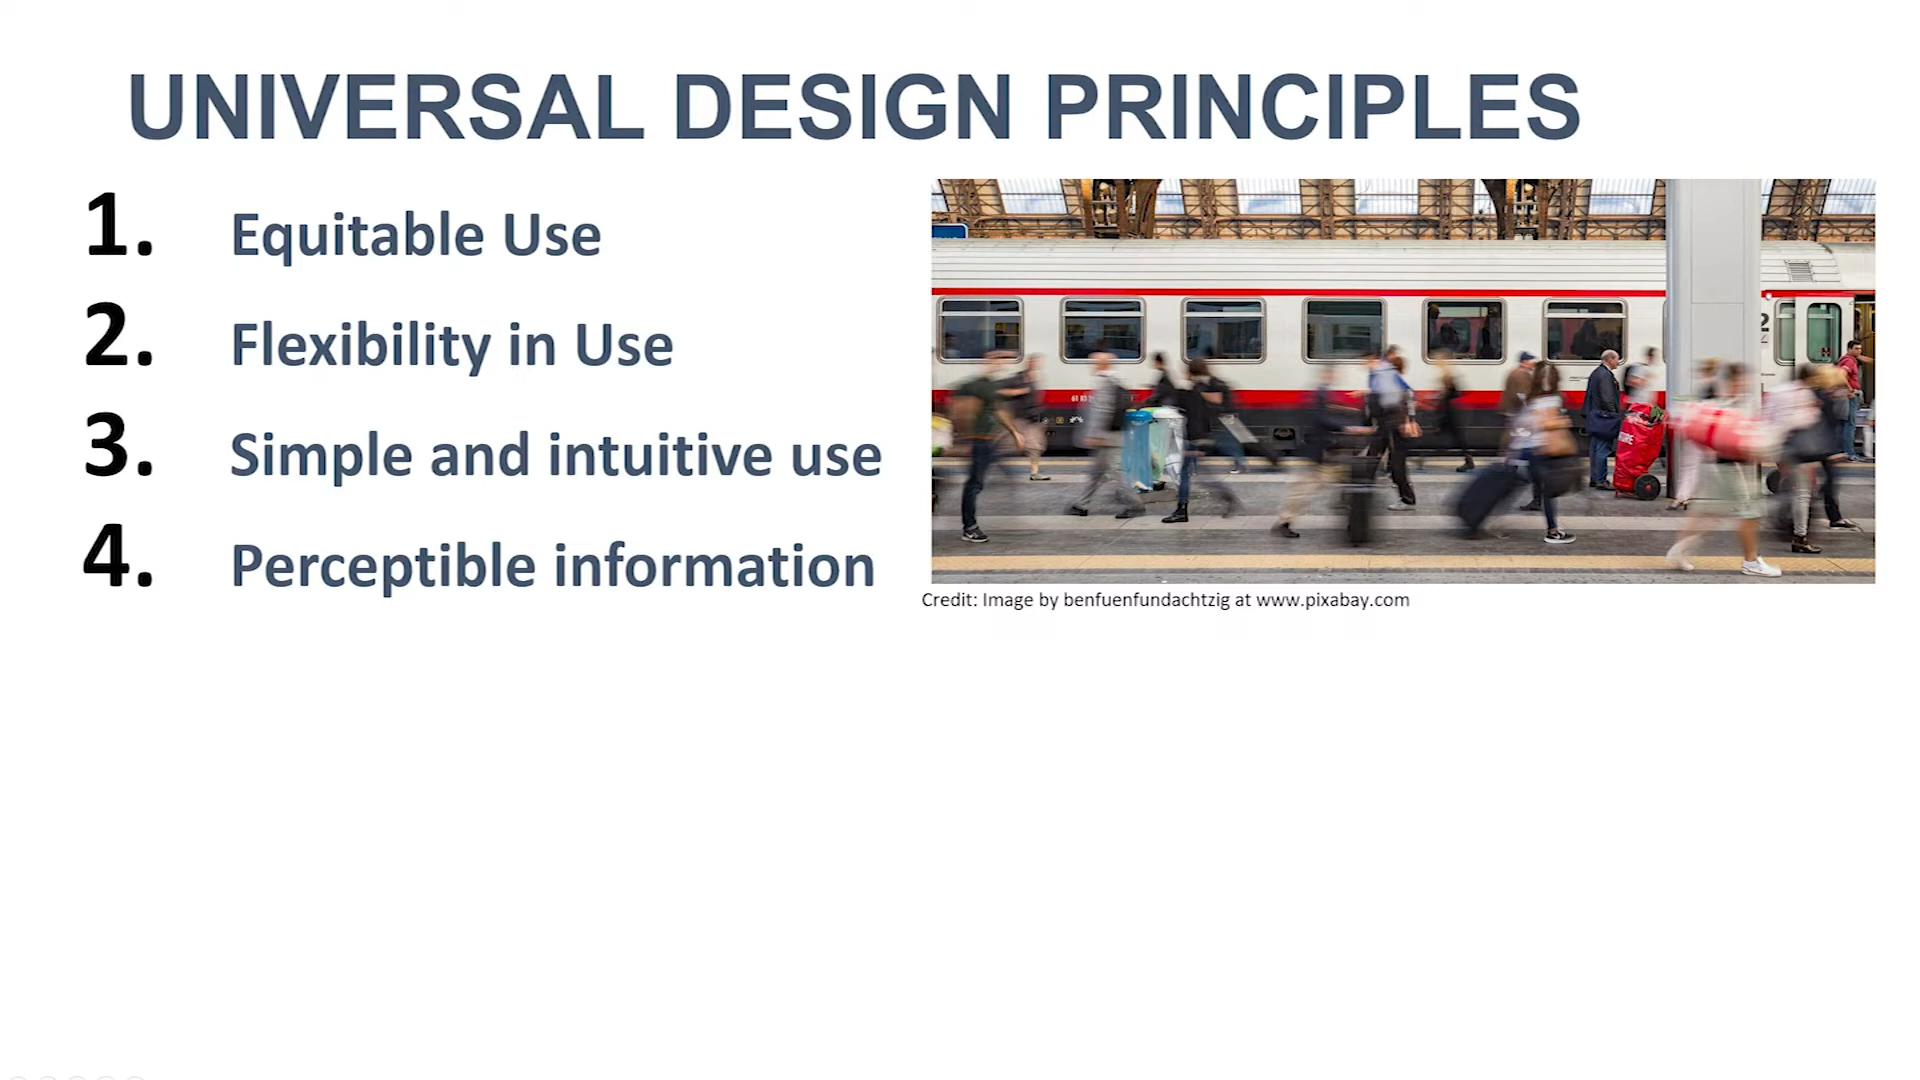 UNIVERSAL DESIGN PRINCIPLES
1. Equitable Use
2. Flexibility in Use
3. Simple and intuitive use
4. Perceptible information
Credit: Image by benfuenfundachtzig at www.pixabay.com